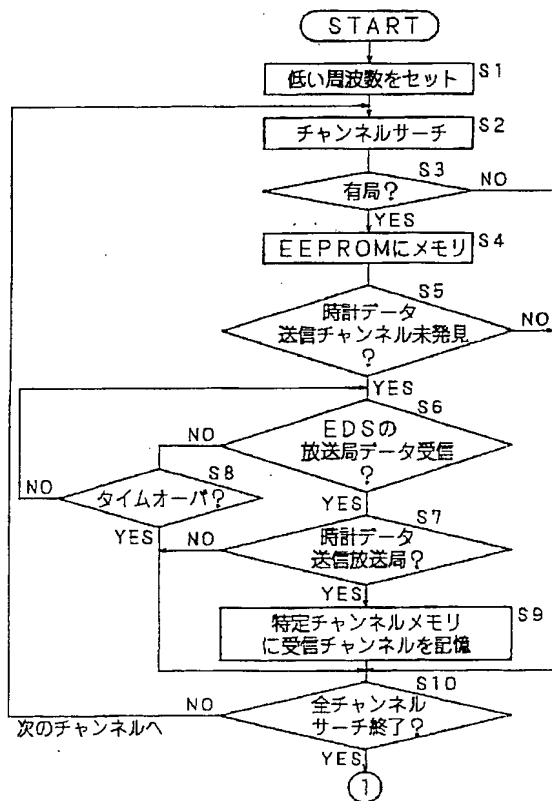 START
低い周波数をセット S1
チャンネルサーチ S2
S3
有局? NO
YES
EEPROMにメモリ S4
S5
時計データ
送信チャンネル未発見 NO
?
YES
S6
NO EDSの
放送局データ受信
?
S8
NO タイムオーバ? YES
S7
YES NO 時計データ
送信放送局?
YES
特定チャンネルメモリ S9
に受信チャンネルを記憶
S10
NO 全チャンネル
次のチャンネルへ サーチ終了?
YES
1